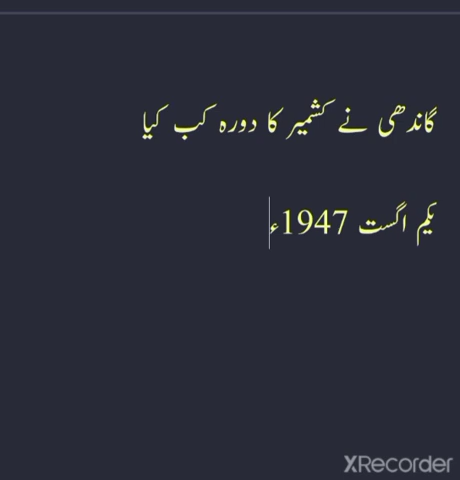 گاندھی نے کشمیر کا دورہ کب کیا
یکم اگست 1947ء
XRecorder